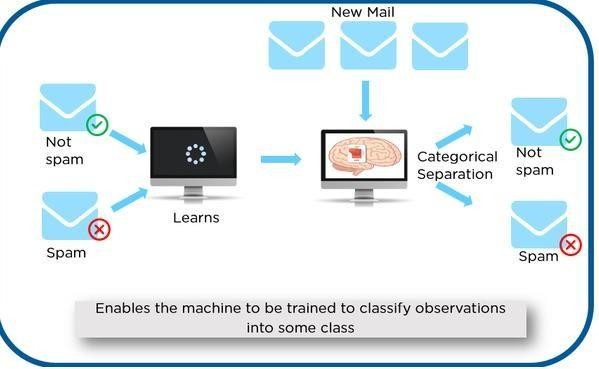 New Mail
Not
spam
Learns
Spam
Categorical
Separation
Not
spam
Spam
Enables the machine to be trained to classify observations
into some class